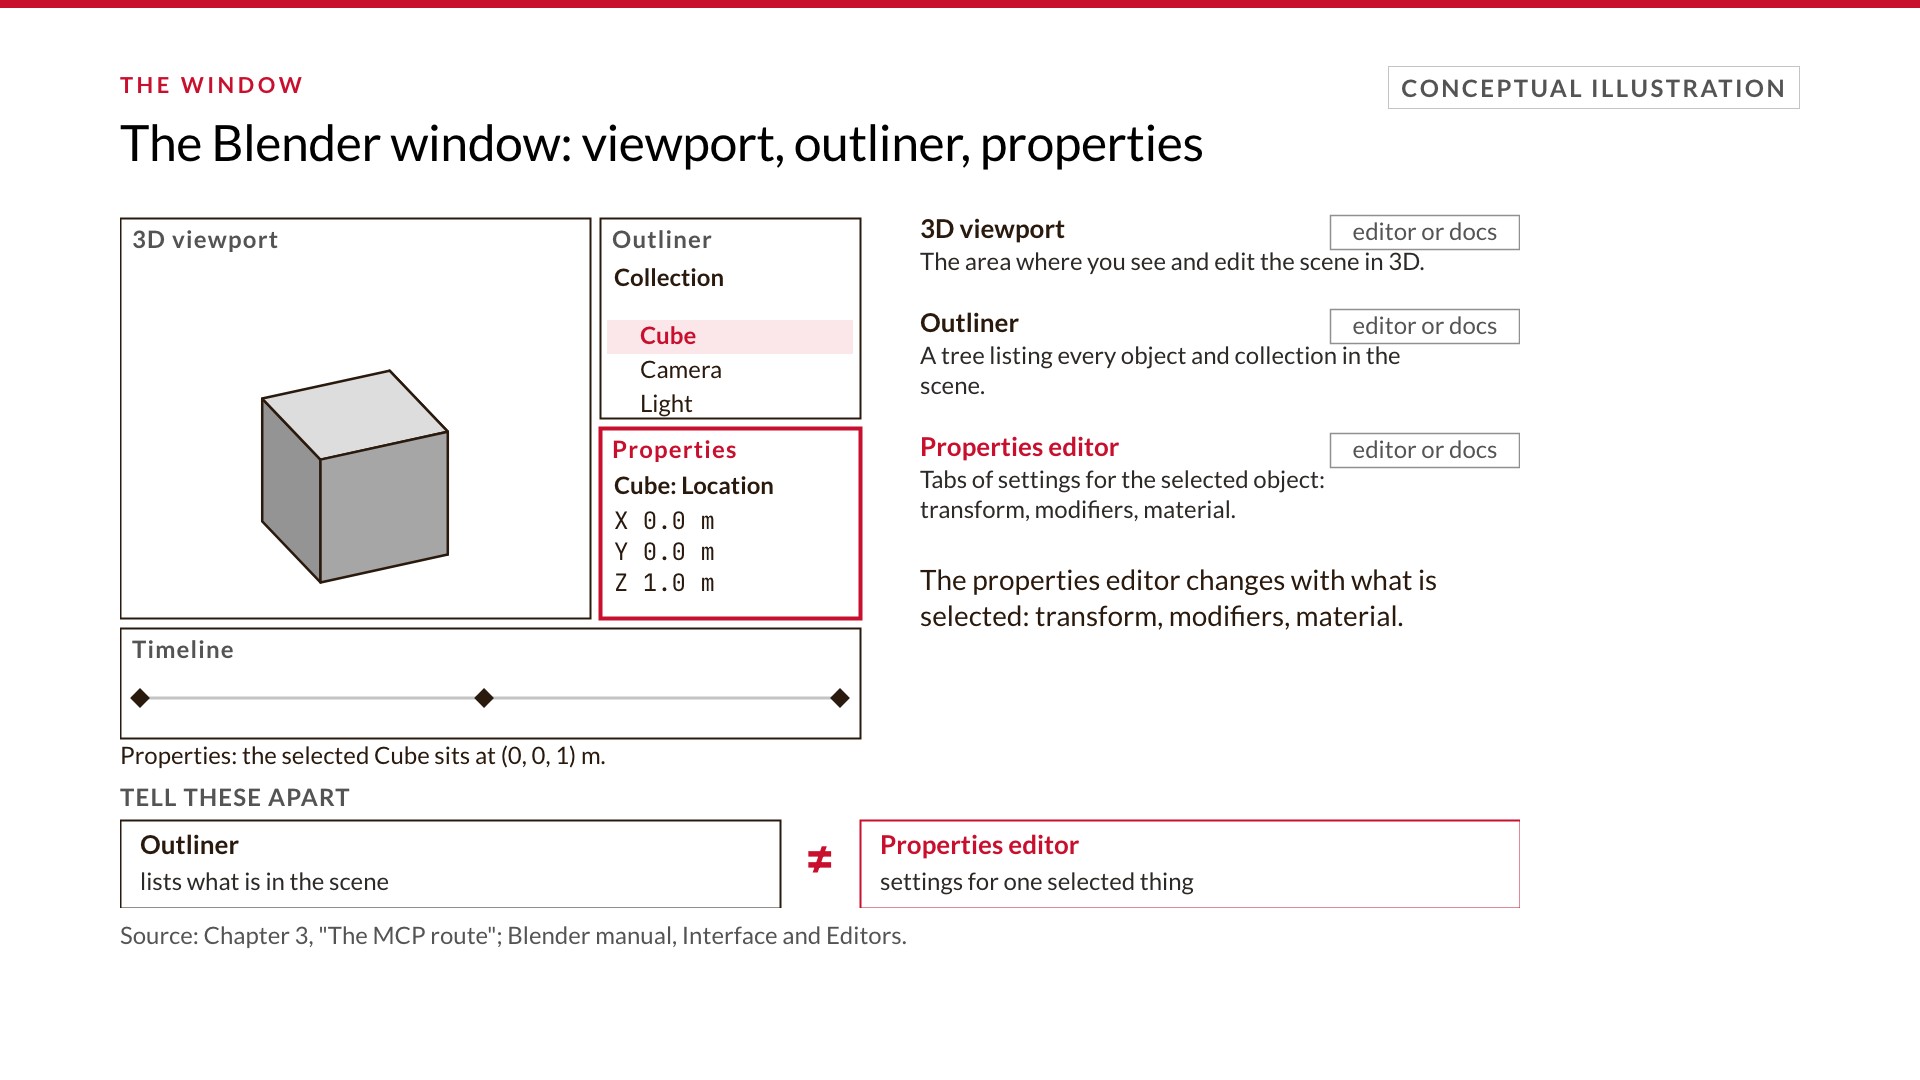 THE WINDOW
CONCEPTUAL ILLUSTRATION
The Blender window: viewport, outliner, properties
3D viewport
Outliner
Collection
Cube
Camera
Light
Properties
Cube: Location
X 0.0 m
Y 0.0 m
Z 1.0 m
Timeline
Properties: the selected Cube sits at (0, 0, 1) m.
3D viewport
editor or docs
The area where you see and edit the scene in 3D.
Outliner
editor or docs
A tree listing every object and collection in the
scene.
Properties editor
editor or docs
Tabs of settings for the selected object:
transform, modifiers, material.
The properties editor changes with what is
selected: transform, modifiers, material.
TELL THESE APART
Outliner
lists what is in the scene
≠
Properties editor
settings for one selected thing
Source: Chapter 3, "The MCP route"; Blender manual, Interface and Editors.